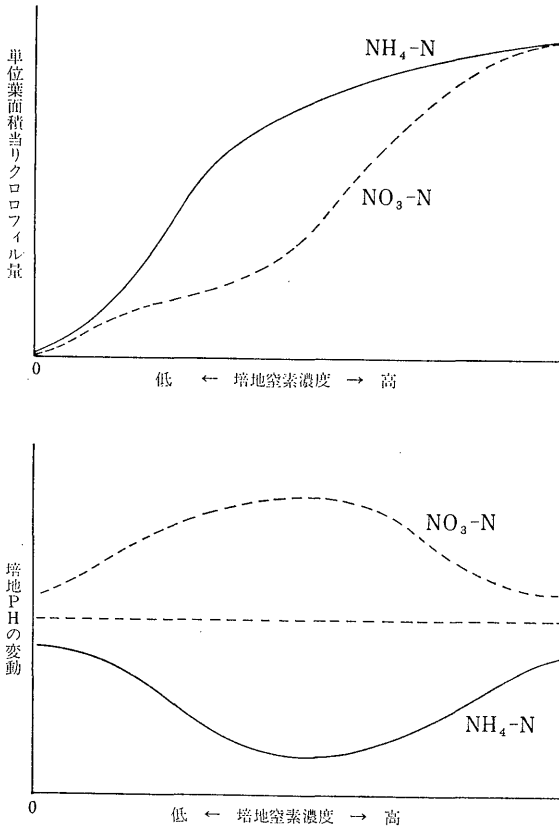 単位葉面積当りクロロフィル量
NH₄-N
NO₃-N
0
低 ← 培地窒素濃度 → 高
培地PHの変動
NO₃-N
NH₄-N
0
低 ← 培地窒素濃度 → 高